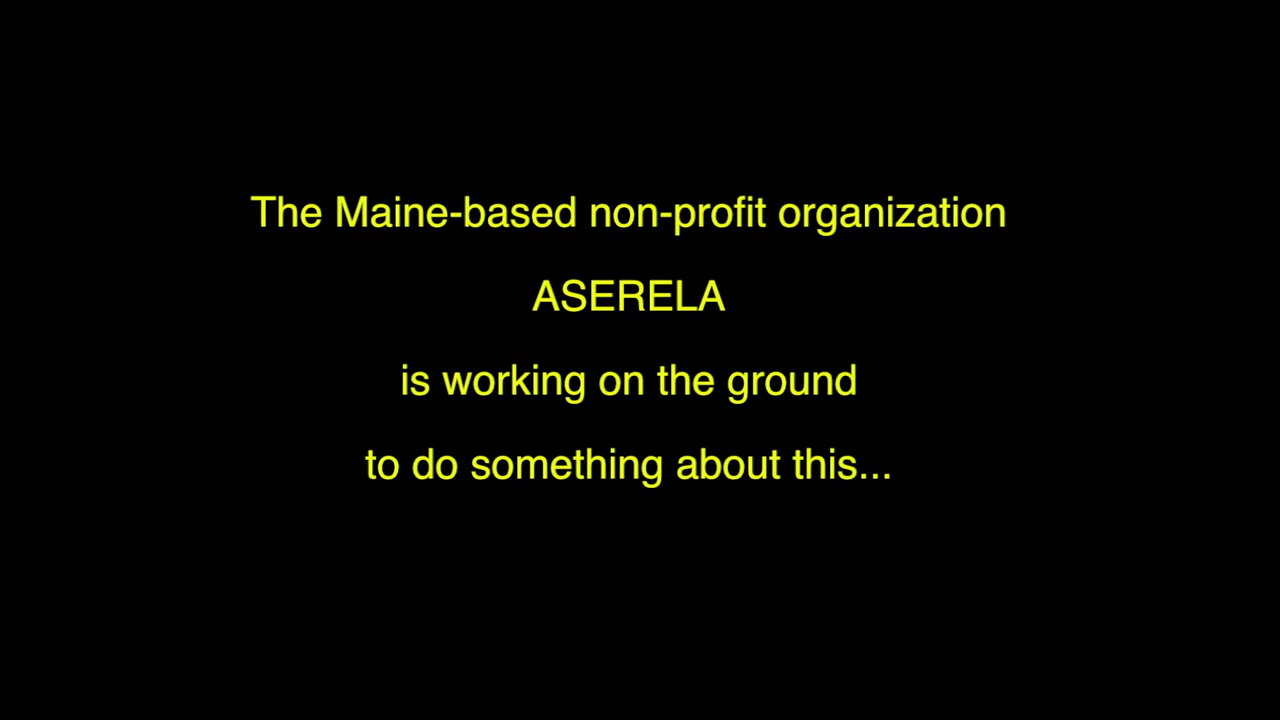 The Maine-based non-profit organization
ASERELA
is working on the ground
to do something about this...